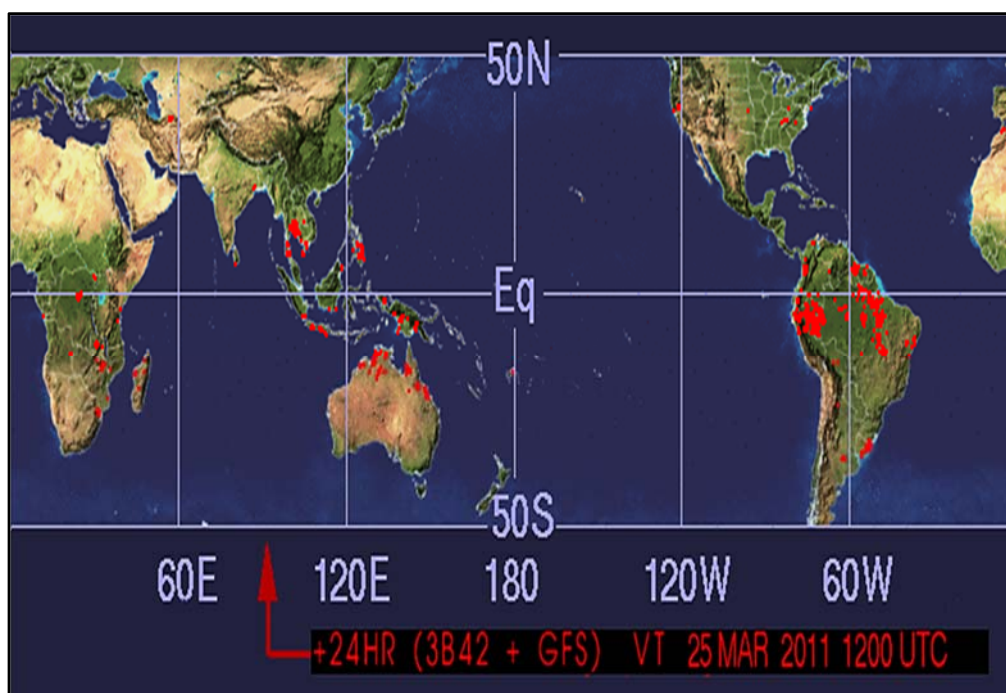 50N
Eq
50S
60E 120E 180 120W 60W
+24HR (3B42 + GFS) VT 25 MAR 2011 1200 UTC